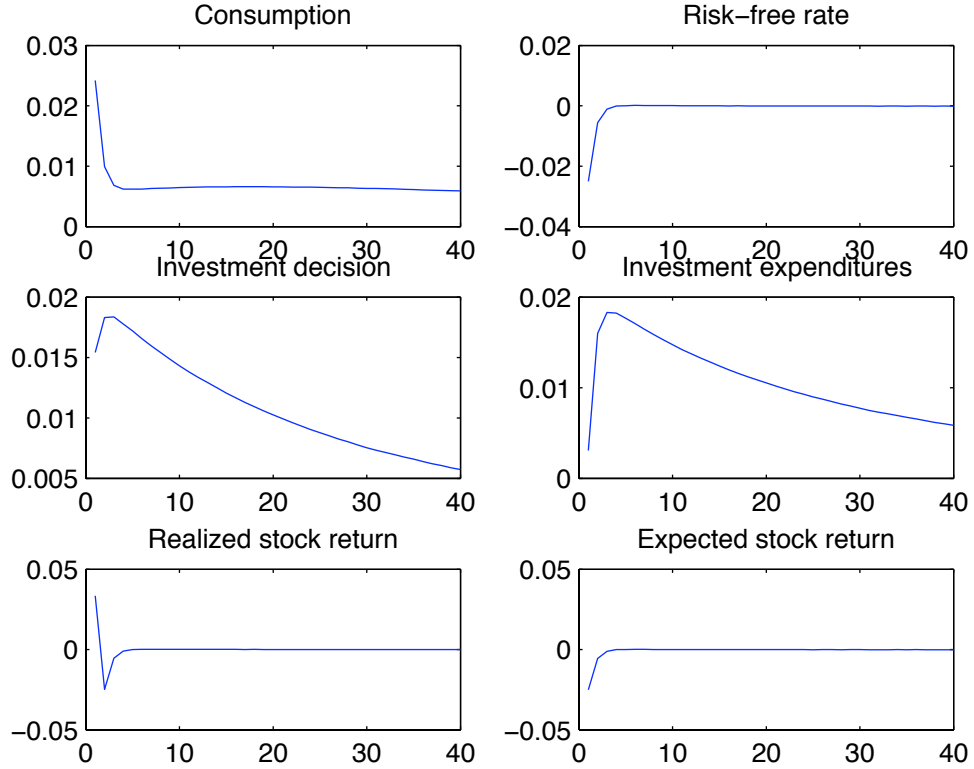 Consumption
0.03
0.02
0.01
0
0 10 20 30 40
Risk−free rate
0.02
0
−0.02
−0.04
0 10 20 30 40
Investment decision
0.02
0.015
0.01
0.005
0 10 20 30 40
Investment expenditures
0.02
0.01
0
0 10 20 30 40
Realized stock return
0.05
0
−0.05
0 10 20 30 40
Expected stock return
0.05
0
−0.05
0 10 20 30 40